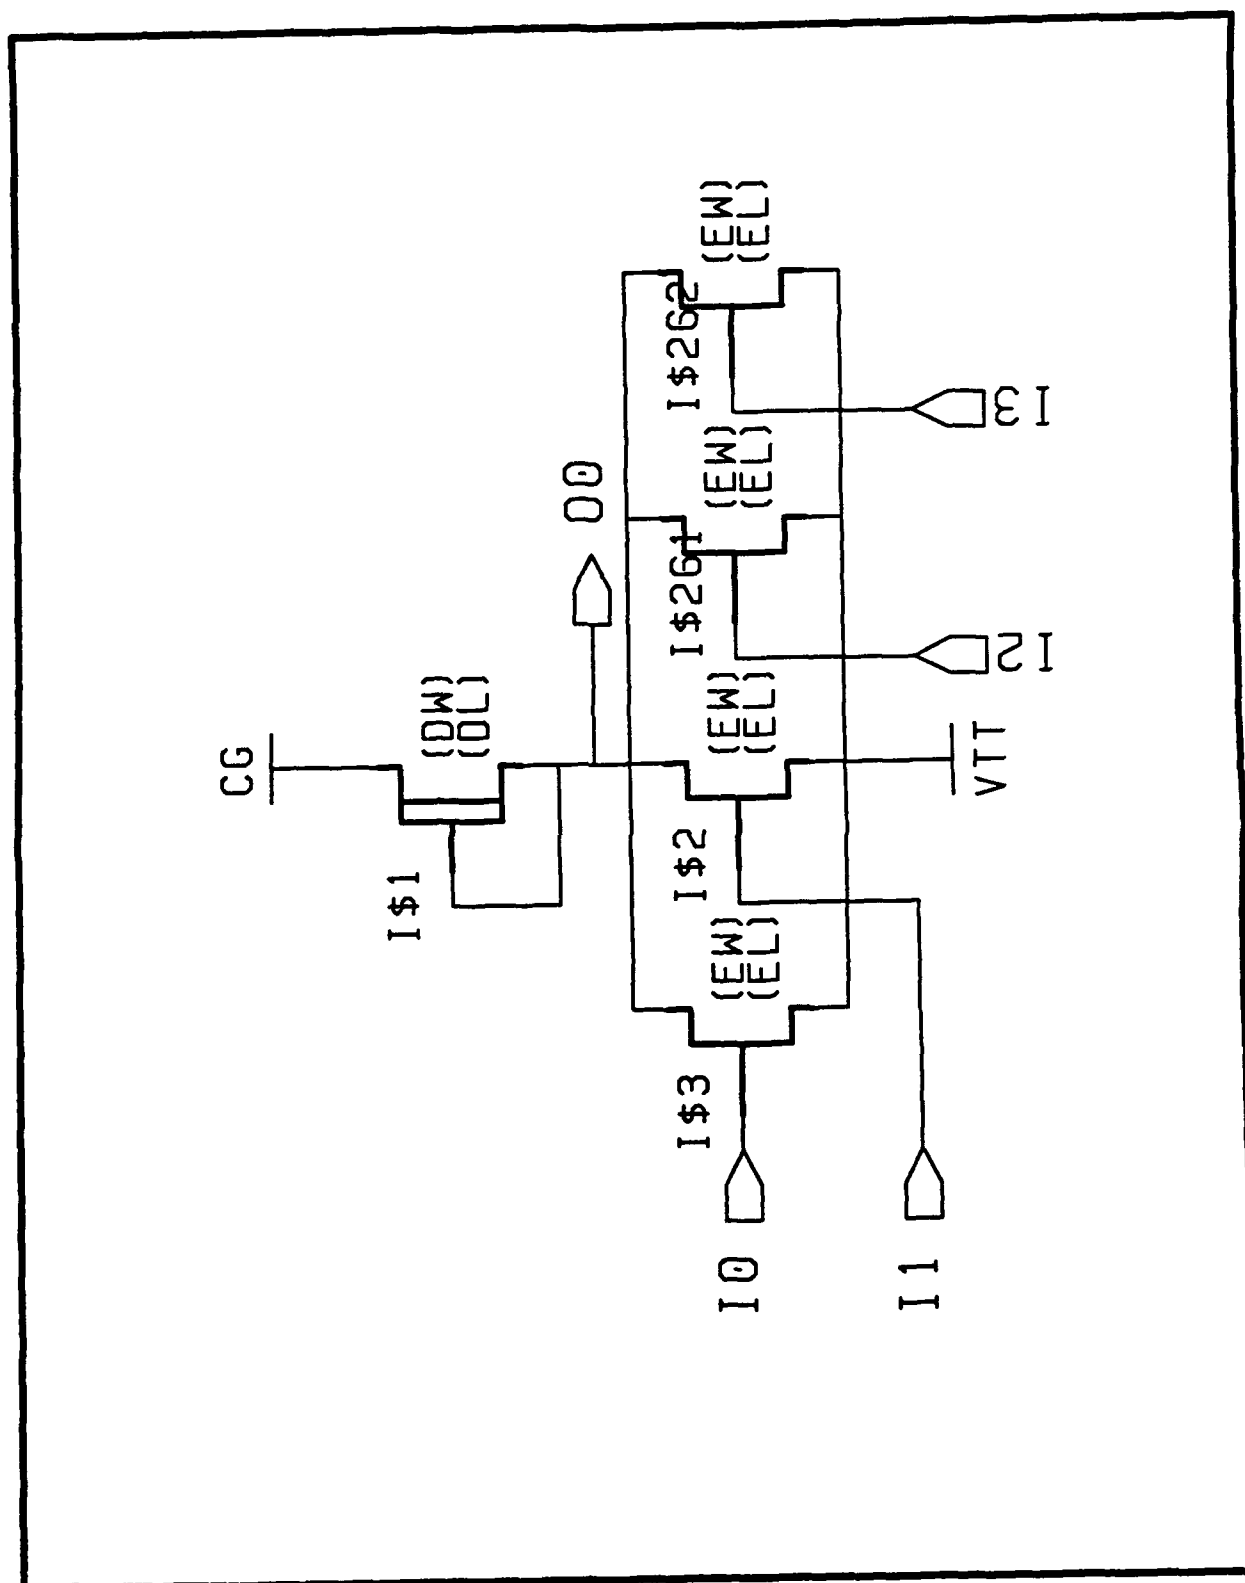 CG
I$1
(DW)
(DL)
O0
I$3
(EW)
(EL)
I$2
(EW)
(EL)
I$261
(EW)
(EL)
I$262
(EW)
(EL)
I0
I1
VTT
I2
I3